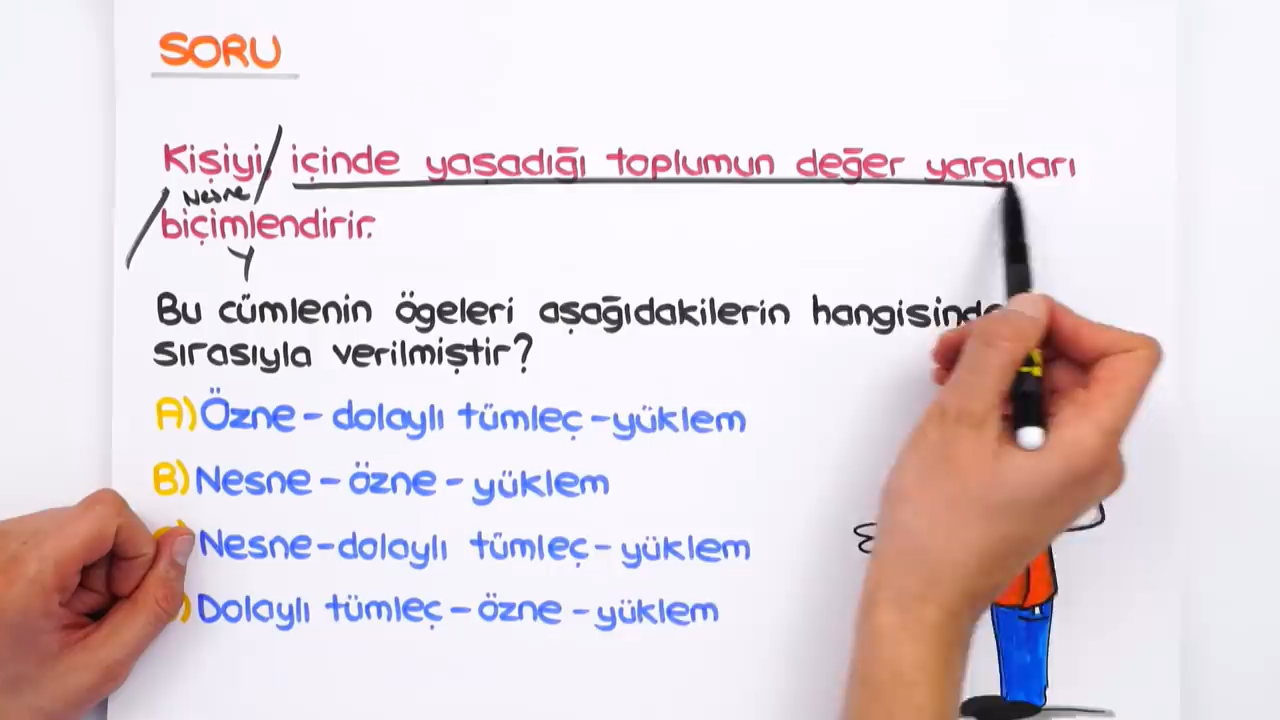 SORU
Kişiyi, içinde yaşadığı toplumun değer yargıları
Nesne
biçimlendirir.
Y
Bu cümlenin ögeleri aşağıdakilerin
sırasıyla verilmiştir?
A) Özne - dolaylı tümleç - yüklem
B) Nesne - özne - yüklem
Nesne - dolaylı tümleç - yüklem
Dolaylı tümleç - özne - yüklem